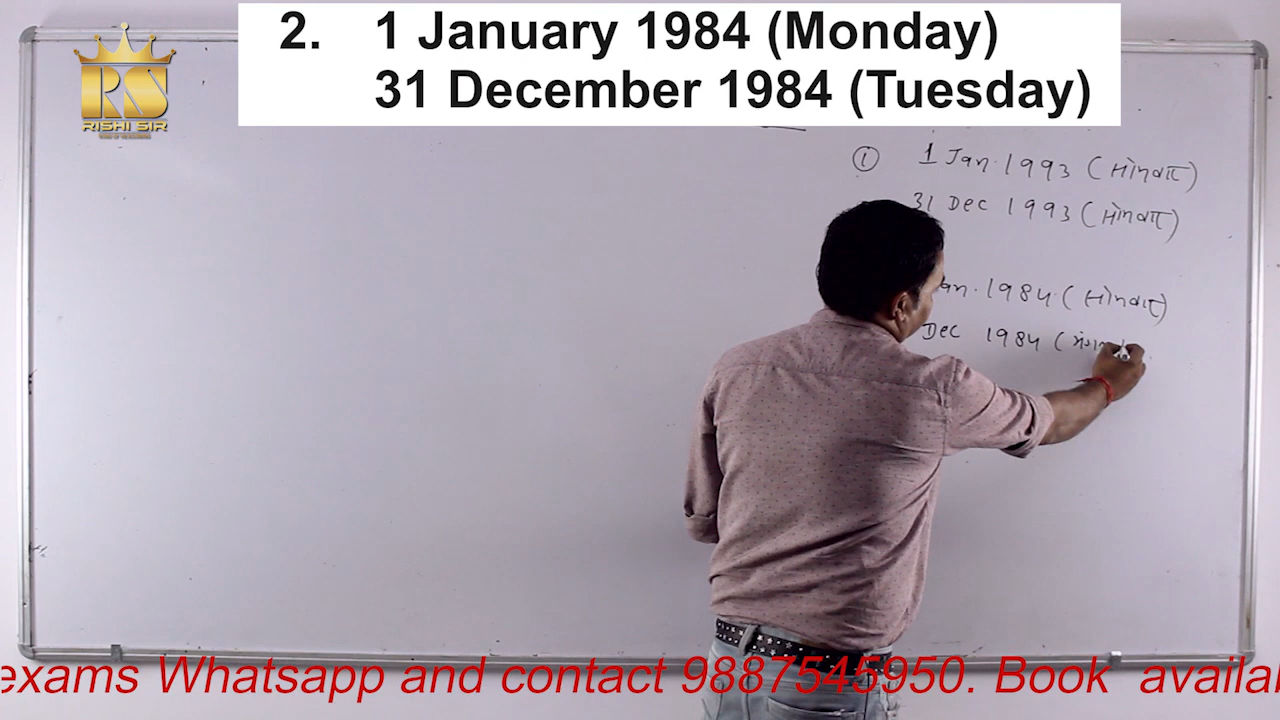 2. 1 January 1984 (Monday)
31 December 1984 (Tuesday)
RS
RISHI SIR
① 1 Jan. 1993 (सोमवार)
31 Dec 1993 (सोमवार)
an. 1984. (सोमवार)
Dec 1984 (मंगल
exams Whatsapp and contact 9887545950. Book availa